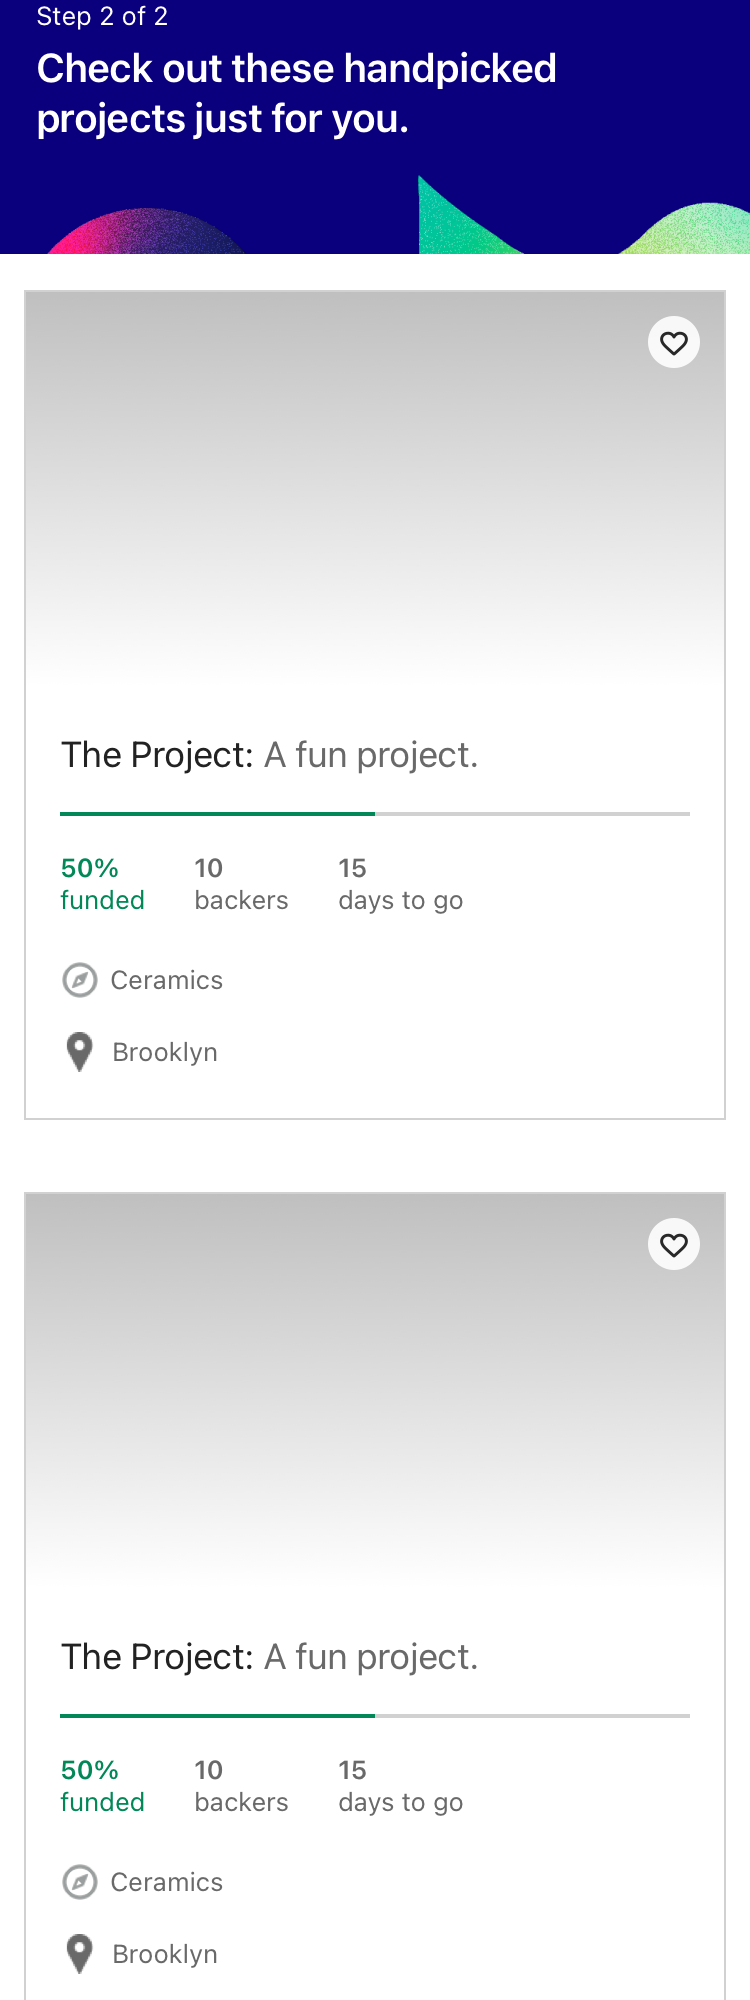 Step 2 of 2
Check out these handpicked
projects just for you.
The Project: A fun project.
50% 10 15
funded backers days to go
Ceramics
Brooklyn
The Project: A fun project.
50% 10 15
funded backers days to go
Ceramics
Brooklyn